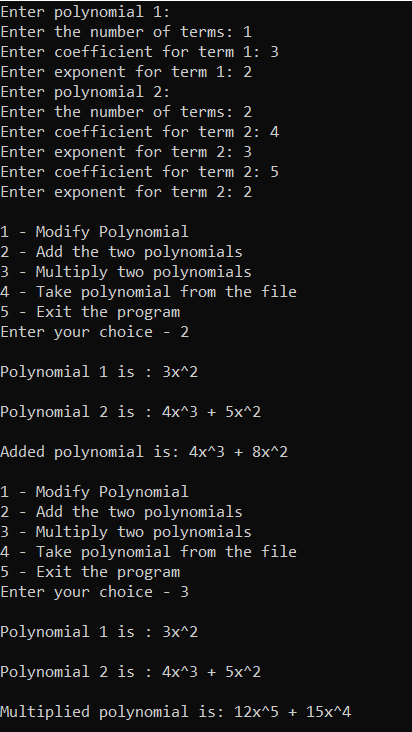 Enter polynomial 1:
Enter the number of terms: 1
Enter coefficient for term 1: 3
Enter exponent for term 1: 2
Enter polynomial 2:
Enter the number of terms: 2
Enter coefficient for term 2: 4
Enter exponent for term 2: 3
Enter coefficient for term 2: 5
Enter exponent for term 2: 2
1 - Modify Polynomial
2 - Add the two polynomials
3 - Multiply two polynomials
4 - Take polynomial from the file
5 - Exit the program
Enter your choice - 2
Polynomial 1 is : 3x^2
Polynomial 2 is : 4x^3 + 5x^2
Added polynomial is: 4x^3 + 8x^2
1 - Modify Polynomial
2 - Add the two polynomials
3 - Multiply two polynomials
4 - Take polynomial from the file
5 - Exit the program
Enter your choice - 3
Polynomial 1 is : 3x^2
Polynomial 2 is : 4x^3 + 5x^2
Multiplied polynomial is: 12x^5 + 15x^4